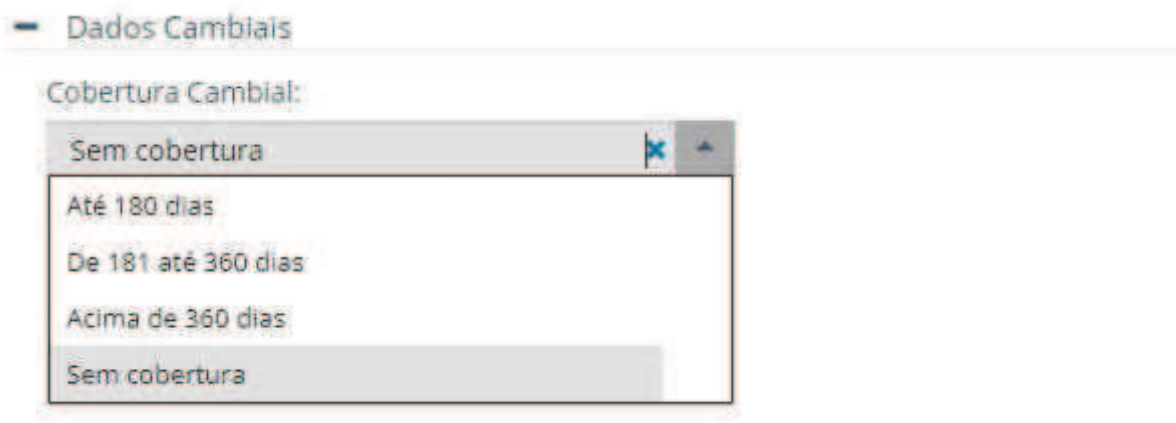 Dados Cambiais
Cobertura Cambial:
Sem cobertura
Até 180 dias
De 181 até 360 dias
Acima de 360 dias
Sem cobertura